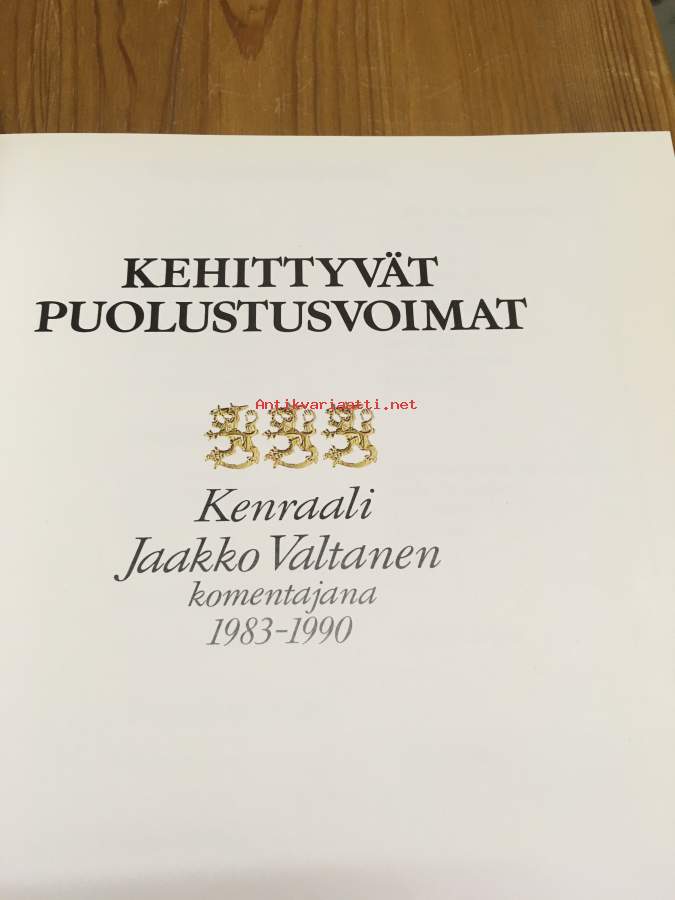 KEHITTYVÄT
PUOLUSTUSVOIMAT
Antikvariaatti.net
Kenraali
Jaakko Valtanen
komentajana
1983-1990